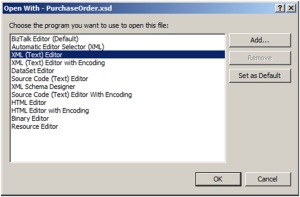 Open With - PurchaseOrder.xsd
Choose the program you want to use to open this file:
BizTalk Editor (Default)
Automatic Editor Selector (XML)
XML (Text) Editor
XML (Text) Editor with Encoding
DataSet Editor
Source Code (Text) Editor
XML Schema Designer
Source Code (Text) Editor With Encoding
HTML Editor
HTML Editor with Encoding
Binary Editor
Resource Editor
Add...
Remove
Set as Default
OK
Cancel